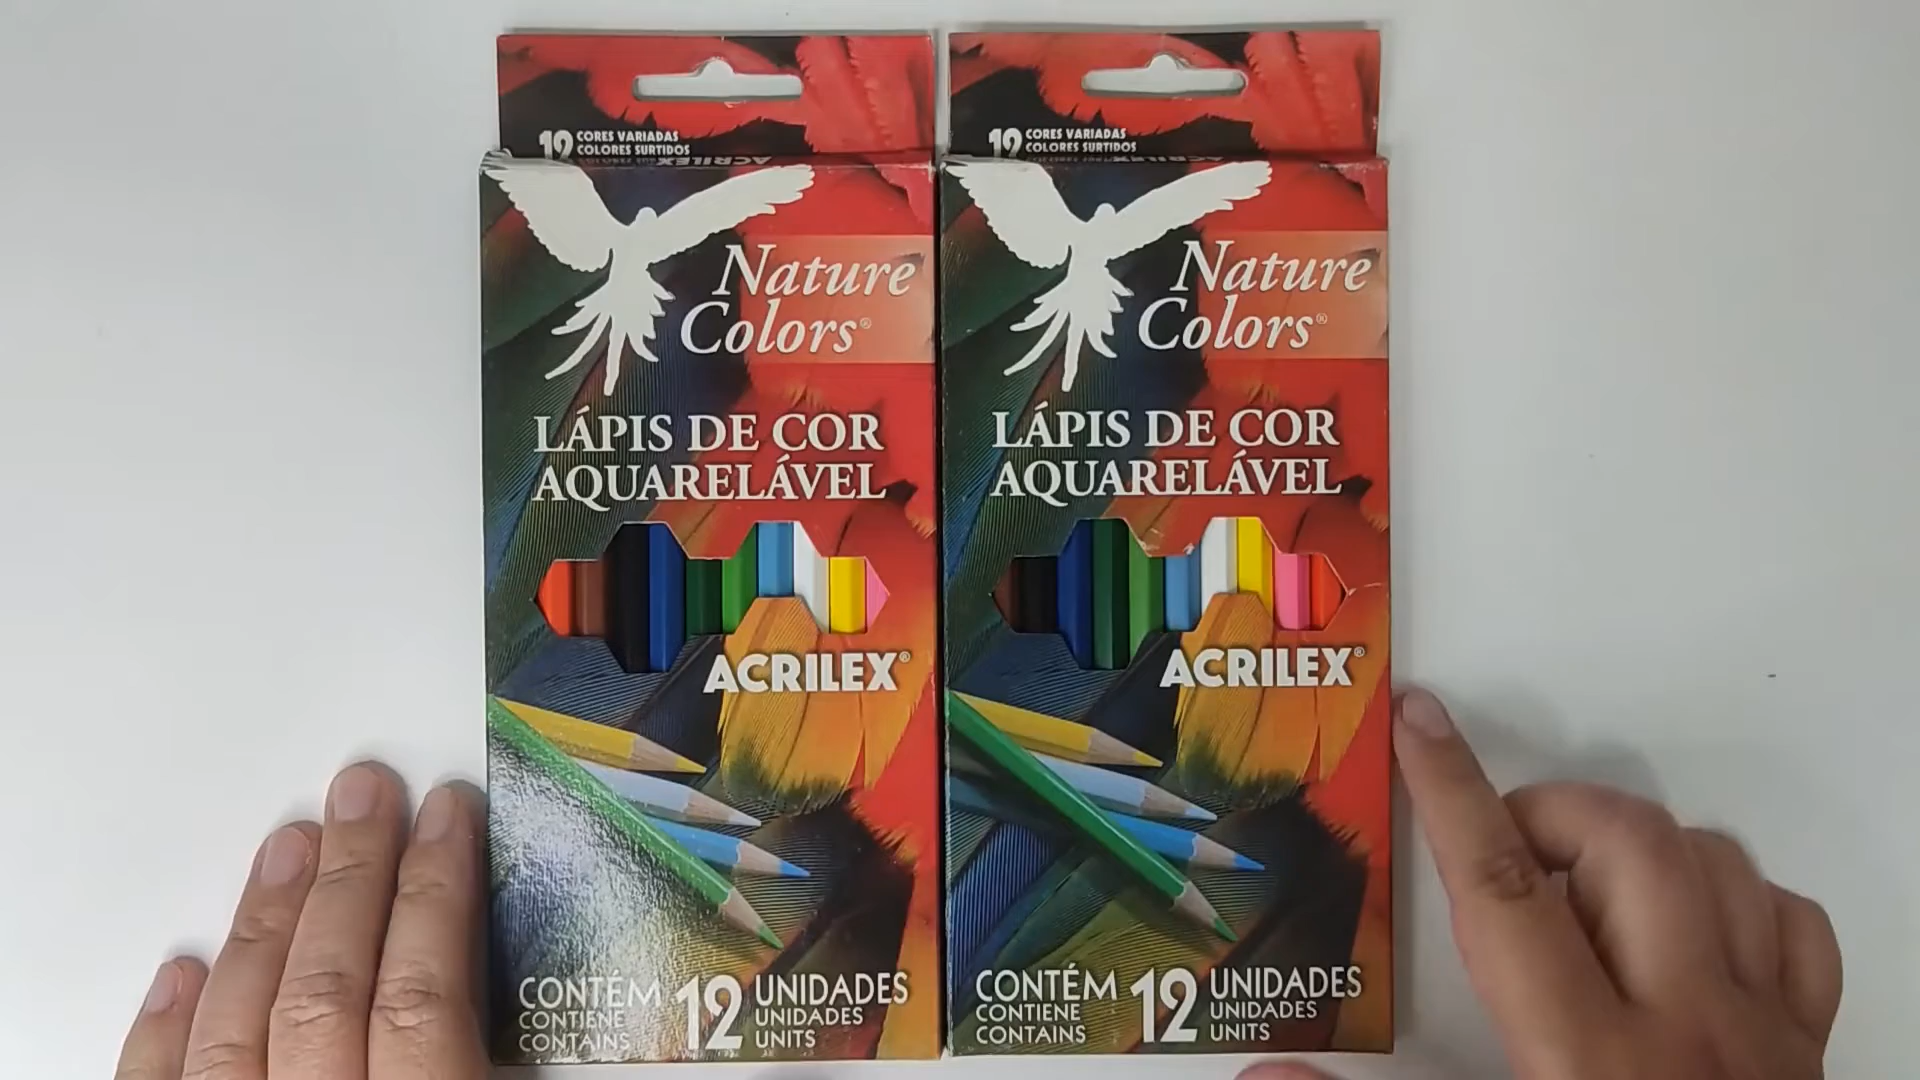 12 CORES VARIADAS
COLORES SURTIDOS
ACRILEX
Nature
Colors®
LÁPIS DE COR
AQUARELÁVEL
ACRILEX®
CONTÉM 12 UNIDADES
CONTIENE UNIDADES
CONTAINS UNITS
12 CORES VARIADAS
COLORES SURTIDOS
ACRILEX
Nature
Colors®
LÁPIS DE COR
AQUARELÁVEL
ACRILEX®
CONTÉM 12 UNIDADES
CONTIENE UNIDADES
CONTAINS UNITS